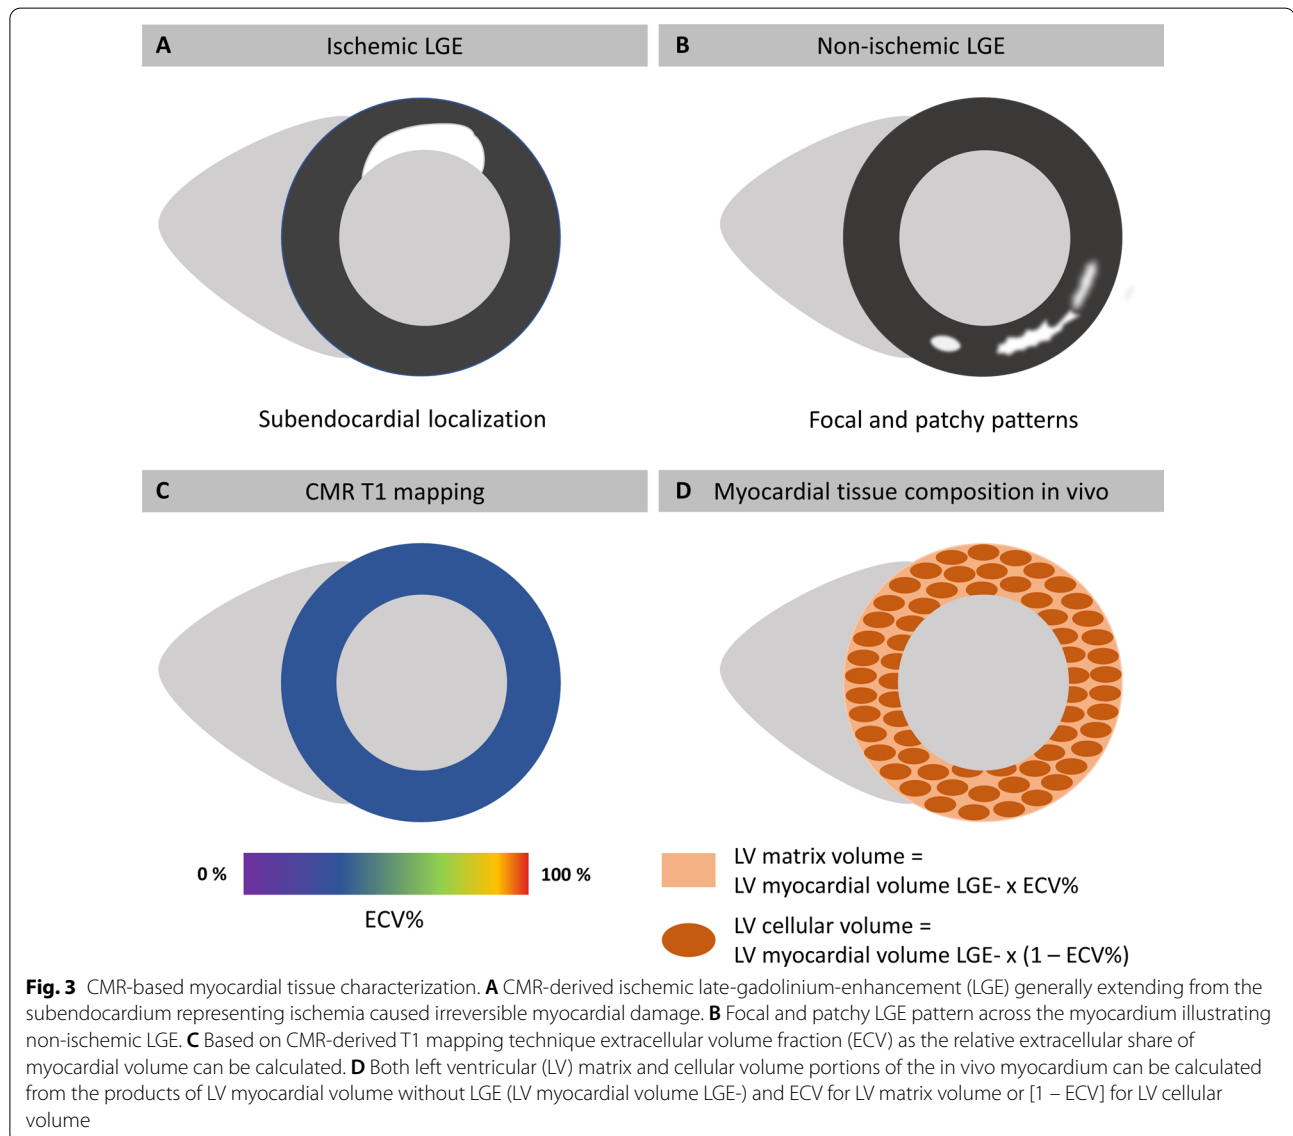 A Ischemic LGE
B Non-ischemic LGE
Subendocardial localization
Focal and patchy patterns
C CMR T1 mapping
D Myocardial tissue composition in vivo
0 %
100 %
ECV%
LV matrix volume =
LV myocardial volume LGE- x ECV%
LV cellular volume =
LV myocardial volume LGE- x (1 – ECV%)
Fig. 3 CMR-based myocardial tissue characterization. A CMR-derived ischemic late-gadolinium-enhancement (LGE) generally extending from the
subendocardium representing ischemia caused irreversible myocardial damage. B Focal and patchy LGE pattern across the myocardium illustrating
non-ischemic LGE. C Based on CMR-derived T1 mapping technique extracellular volume fraction (ECV) as the relative extracellular share of
myocardial volume can be calculated. D Both left ventricular (LV) matrix and cellular volume portions of the in vivo myocardium can be calculated
from the products of LV myocardial volume without LGE (LV myocardial volume LGE-) and ECV for LV matrix volume or [1 – ECV] for LV cellular
volume